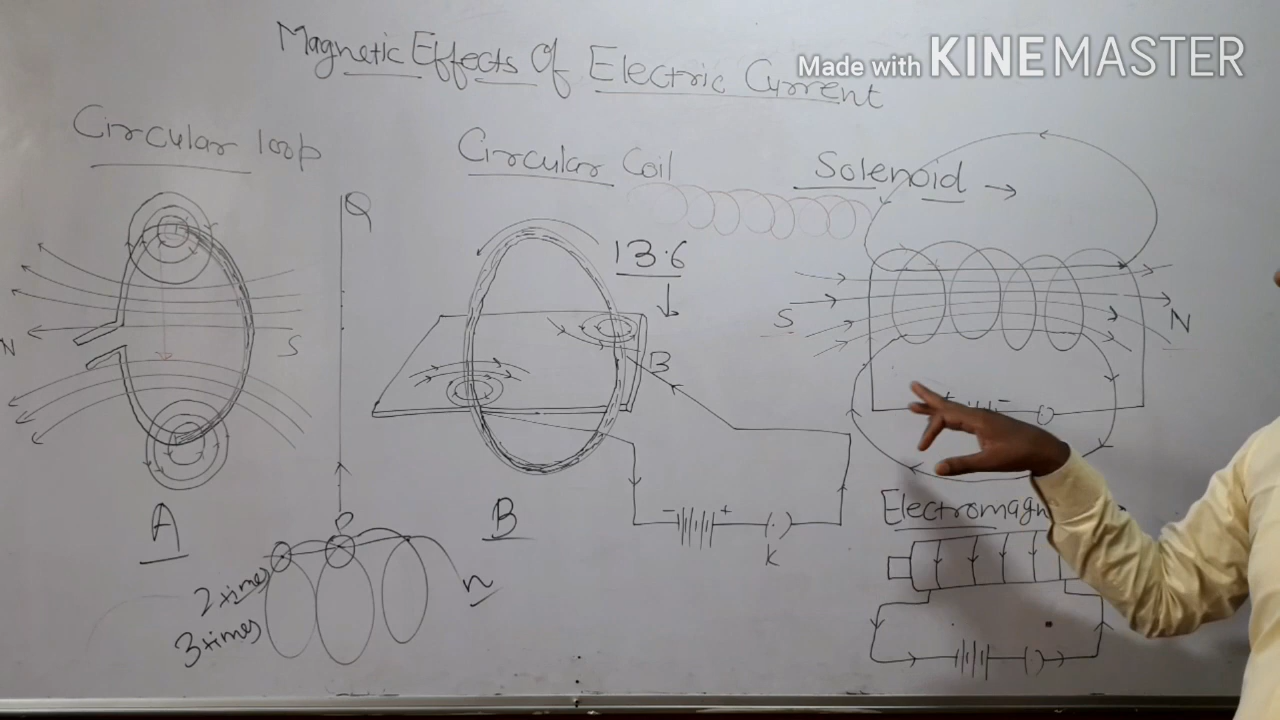 Magnetic Effects Of Electric Current
Made with KINEMASTER
Circular loop
Circular Coil
Solenoid →
Q
13.6
N
S
B
S
N
A
P
B
- +
K
2 times
3 times
n
Electromagn